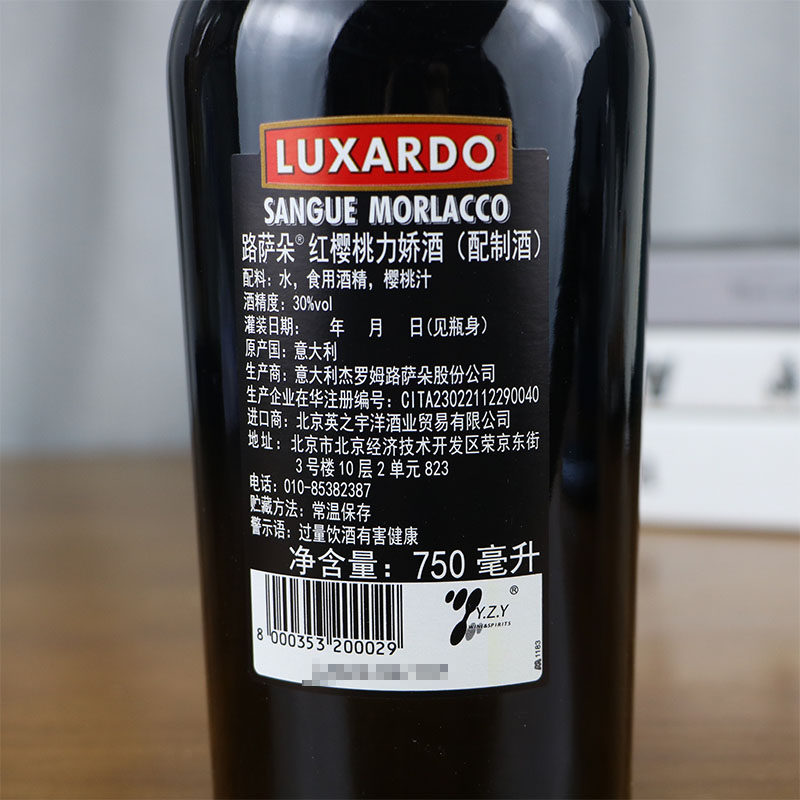 LUXARDO®
SANGUE MORLACCO
路萨朵® 红樱桃力娇酒（配制酒）
配料：水，食用酒精，樱桃汁
酒精度：30%vol
灌装日期： 年 月 日(见瓶身)
原产国：意大利
生产商：意大利杰罗姆路萨朵股份公司
生产企业在华注册编号：CITA23022112290040
进口商：北京英之宇洋酒业贸易有限公司
地址：北京市北京经济技术开发区荣京东街
3号楼10层2单元823
电话：010-85382387
贮藏方法：常温保存
警示语：过量饮酒有害健康
净含量：750 毫升
Y.Z.Y®
WINE&SPIRITS
8 000353 200029
1183